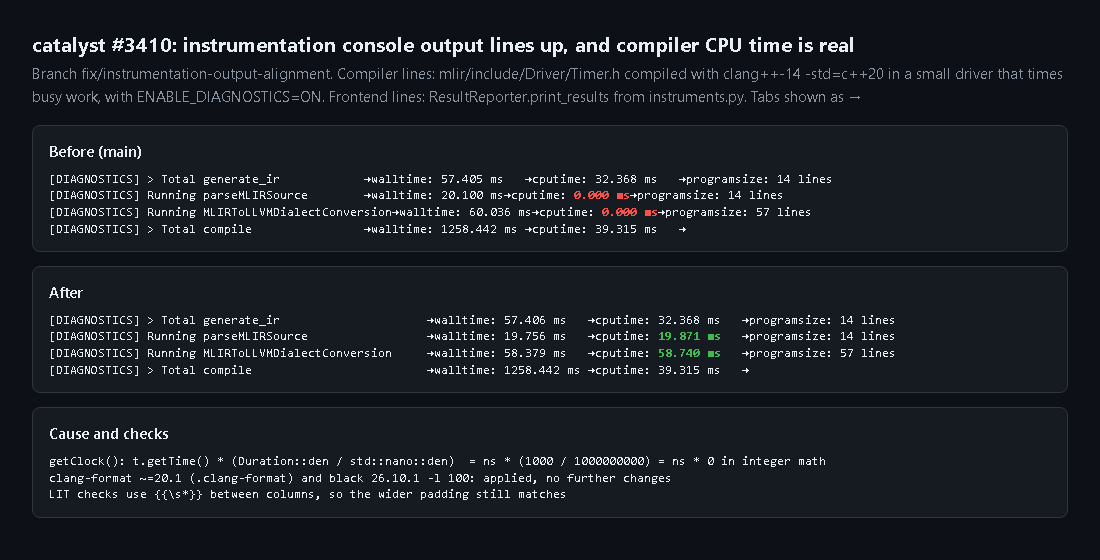 catalyst #3410: instrumentation console output lines up, and compiler CPU time is real
Branch fix/instrumentation-output-alignment. Compiler lines: mlir/include/Driver/Timer.h compiled with clang++-14 -std=c++20 in a small driver that times
busy work, with ENABLE_DIAGNOSTICS=ON. Frontend lines: ResultReporter.print_results from instruments.py. Tabs shown as →
Before (main)
[DIAGNOSTICS] > Total generate_ir            →walltime: 57.405 ms   →cputime: 32.368 ms   →programsize: 14 lines
[DIAGNOSTICS] Running parseMLIRSource        →walltime: 20.100 ms→cputime: 0.000 ms→programsize: 14 lines
[DIAGNOSTICS] Running MLIRToLLVMDialectConversion→walltime: 60.036 ms→cputime: 0.000 ms→programsize: 57 lines
[DIAGNOSTICS] > Total compile                →walltime: 1258.442 ms →cputime: 39.315 ms   →
After
[DIAGNOSTICS] > Total generate_ir                     →walltime: 57.406 ms   →cputime: 32.368 ms   →programsize: 14 lines
[DIAGNOSTICS] Running parseMLIRSource                 →walltime: 19.756 ms   →cputime: 19.871 ms   →programsize: 14 lines
[DIAGNOSTICS] Running MLIRToLLVMDialectConversion     →walltime: 58.379 ms   →cputime: 58.740 ms   →programsize: 57 lines
[DIAGNOSTICS] > Total compile                         →walltime: 1258.442 ms →cputime: 39.315 ms   →
Cause and checks
getClock(): t.getTime() * (Duration::den / std::nano::den)  = ns * (1000 / 1000000000) = ns * 0 in integer math
clang-format ~=20.1 (.clang-format) and black 26.10.1 -l 100: applied, no further changes
LIT checks use {{\s*}} between columns, so the wider padding still matches